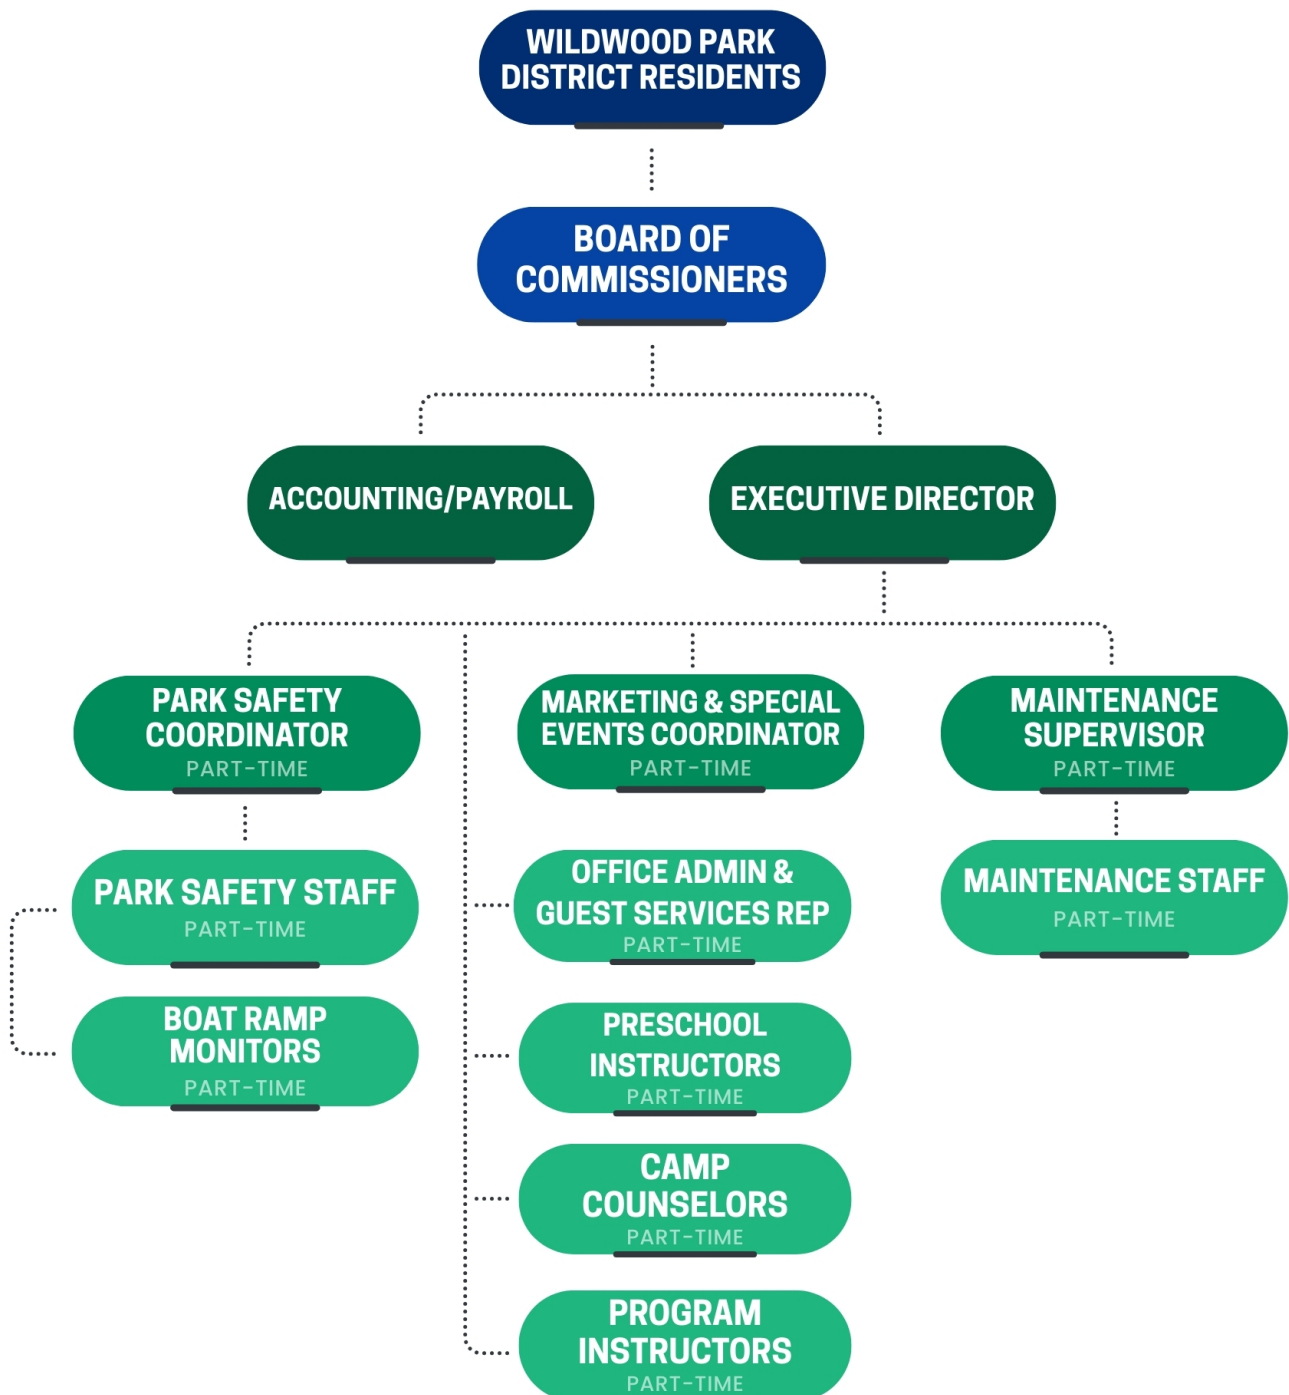 WILDWOOD PARK
DISTRICT RESIDENTS
BOARD OF
COMMISSIONERS
ACCOUNTING/PAYROLL
EXECUTIVE DIRECTOR
PARK SAFETY
COORDINATOR
PART-TIME
MARKETING & SPECIAL
EVENTS COORDINATOR
PART-TIME
MAINTENANCE
SUPERVISOR
PART-TIME
PARK SAFETY STAFF
PART-TIME
OFFICE ADMIN &
GUEST SERVICES REP
PART-TIME
MAINTENANCE STAFF
PART-TIME
BOAT RAMP
MONITORS
PART-TIME
PRESCHOOL
INSTRUCTORS
PART-TIME
CAMP
COUNSELORS
PART-TIME
PROGRAM
INSTRUCTORS
PART-TIME